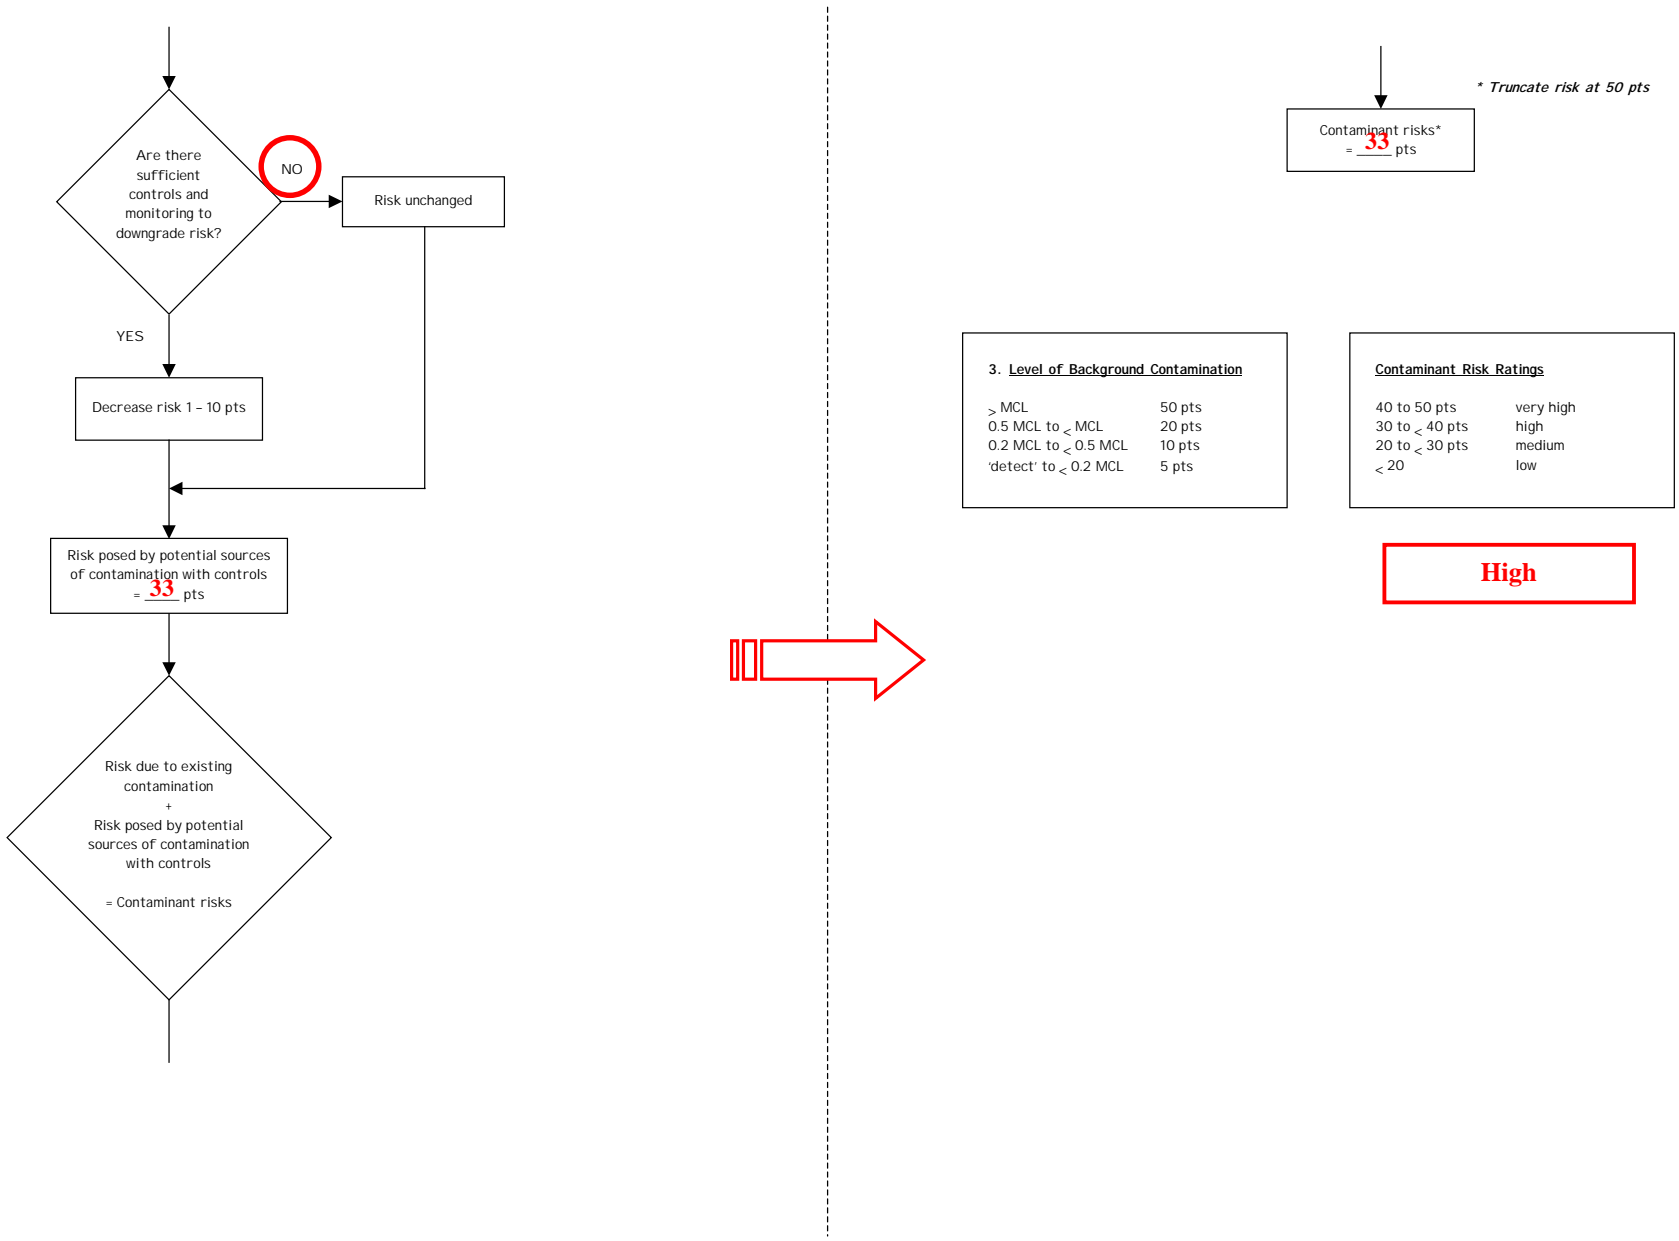 Are there
sufficient
controls and
monitoring to
downgrade risk?
NO
Risk unchanged
YES
Decrease risk 1 – 10 pts
Risk posed by potential sources
of contamination with controls
= 33 pts
Risk due to existing
contamination
+
Risk posed by potential
sources of contamination
with controls
= Contaminant risks
* Truncate risk at 50 pts
Contaminant risks*
= 33 pts
3. Level of Background Contamination
> MCL 50 pts
0.5 MCL to < MCL 20 pts
0.2 MCL to < 0.5 MCL 10 pts
‘detect’ to < 0.2 MCL 5 pts
Contaminant Risk Ratings
40 to 50 pts very high
30 to < 40 pts high
20 to < 30 pts medium
< 20 low
High